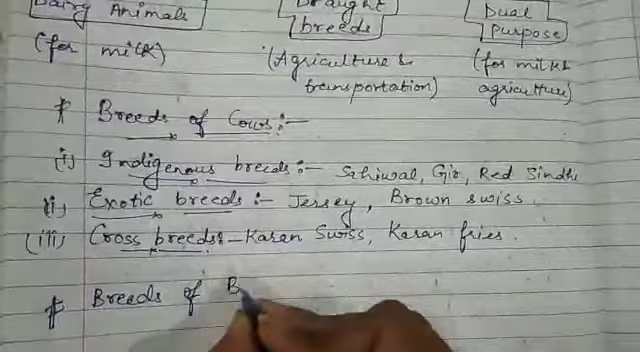 Dairy Animals Draught breeds Dual purpose
(for milk) (Agriculture & transportation) (for milk & agriculture)
* Breeds of Cows:-
(i) Indigenous breeds:- Sahiwal, Gir, Red Sindhi
(ii) Exotic breeds:- Jersey, Brown swiss.
(iii) Cross breeds:- Karan Swiss, Karan fries.
* Breeds of B